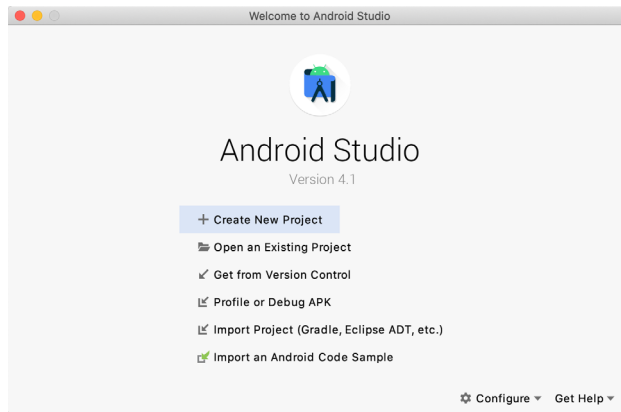 Welcome to Android Studio
Android Studio
Version 4.1
Create New Project
Open an Existing Project
Get from Version Control
Profile or Debug APK
Import Project (Gradle, Eclipse ADT, etc.)
Import an Android Code Sample
Configure Get Help